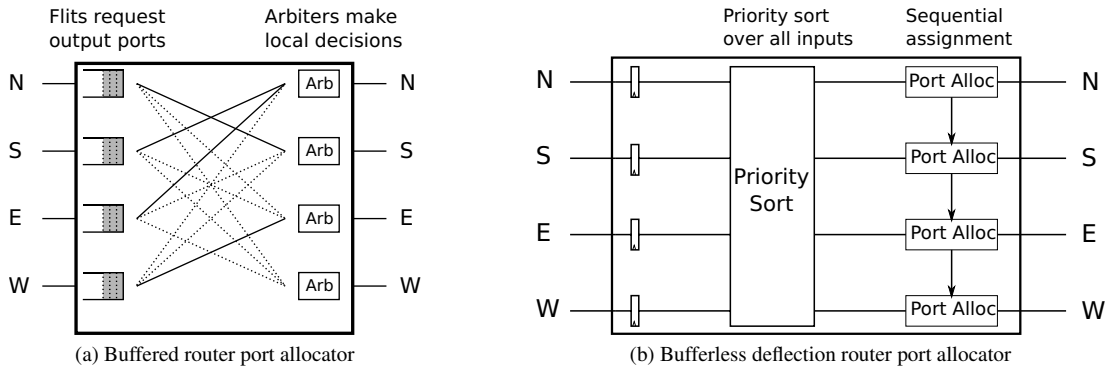 Flits request
output ports
Arbiters make
local decisions
N
S
E
W
Arb
Arb
Arb
Arb
N
S
E
W
(a) Buffered router port allocator
Priority sort
over all inputs
Sequential
assignment
N
S
E
W
Priority
Sort
Port Alloc
Port Alloc
Port Alloc
Port Alloc
N
S
E
W
(b) Bufferless deflection router port allocator